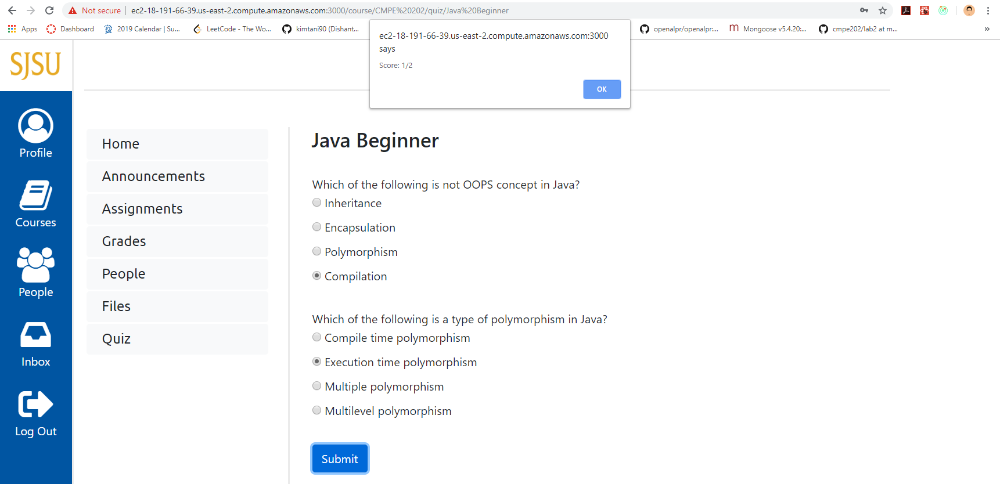 Not secure | ec2-18-191-66-39.us-east-2.compute.amazonaws.com:3000/course/CMPE%20202/quiz/Java%20Beginner
Apps Dashboard 2019 Calendar | Su... LeetCode - The Wo... kimtani90 (Dishant... openalpr/openalpr:... Mongoose v5.4.20:... cmpe202/lab2 at m... »
ec2-18-191-66-39.us-east-2.compute.amazonaws.com:3000
says
Score: 1/2
OK
SJSU
Profile
Courses
People
Inbox
Log Out
Home
Announcements
Assignments
Grades
People
Files
Quiz
Java Beginner
Which of the following is not OOPS concept in Java?
Inheritance
Encapsulation
Polymorphism
Compilation
Which of the following is a type of polymorphism in Java?
Compile time polymorphism
Execution time polymorphism
Multiple polymorphism
Multilevel polymorphism
Submit